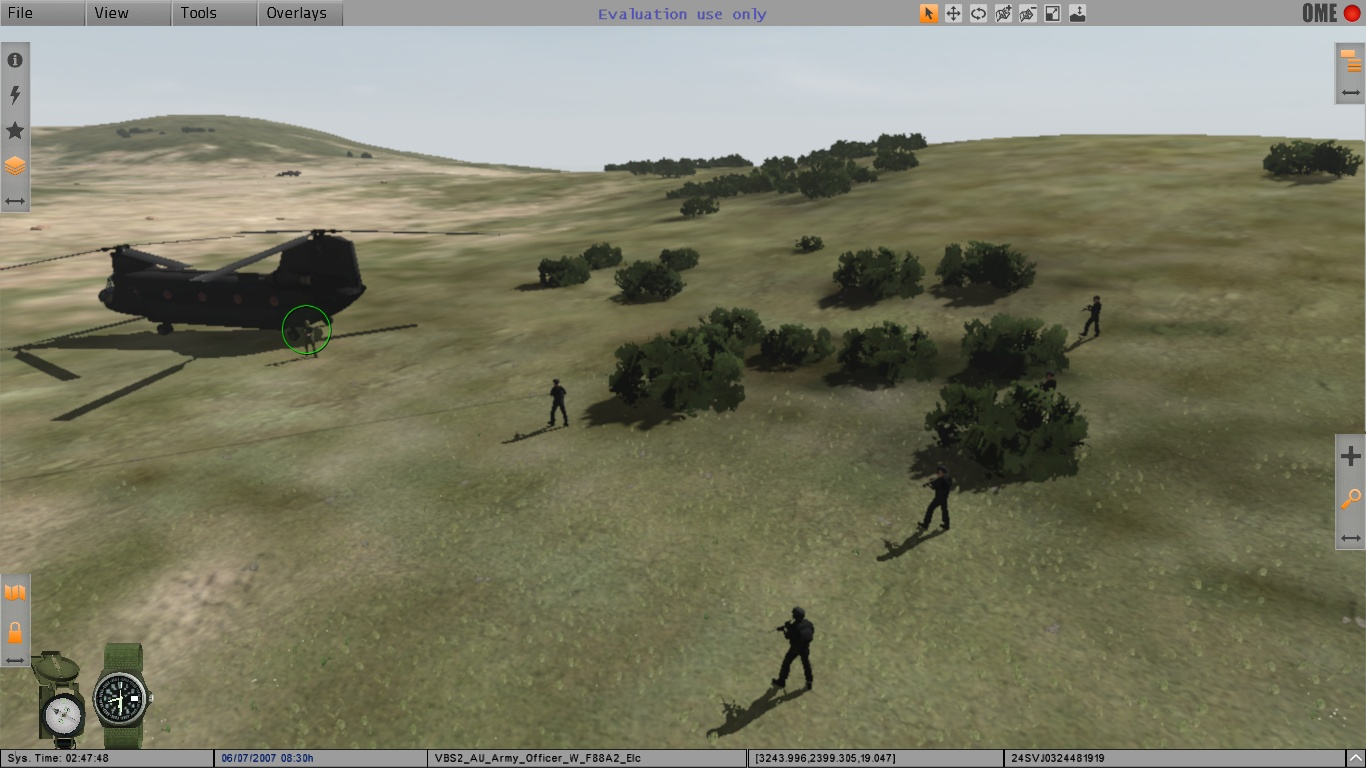 File View Tools Overlays Evaluation use only OME
Sys. Time: 02:47:48 06/07/2007 08:30h VBS2_AU_Army_Officer_W_F88A2_Elc [3243.996,2399.305,19.047] 24SVJ0324481919